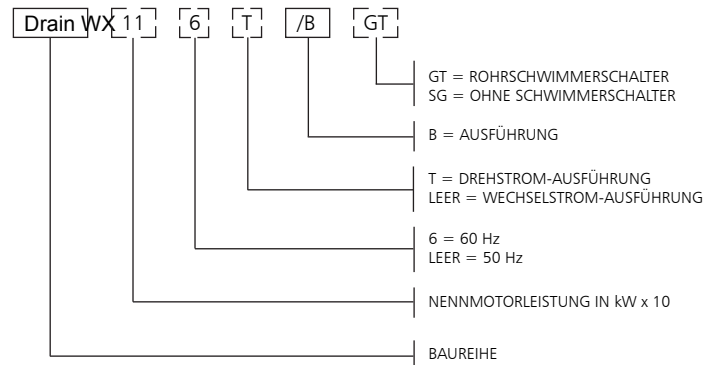 Drain WX 11 6 T /B GT
GT = ROHRSCHWIMMERSCHALTER
SG = OHNE SCHWIMMERSCHALTER
B = AUSFÜHRUNG
T = DREHSTROM-AUSFÜHRUNG
LEER = WECHSELSTROM-AUSFÜHRUNG
6 = 60 Hz
LEER = 50 Hz
NENNMOTORLEISTUNG IN kW x 10
BAUREIHE